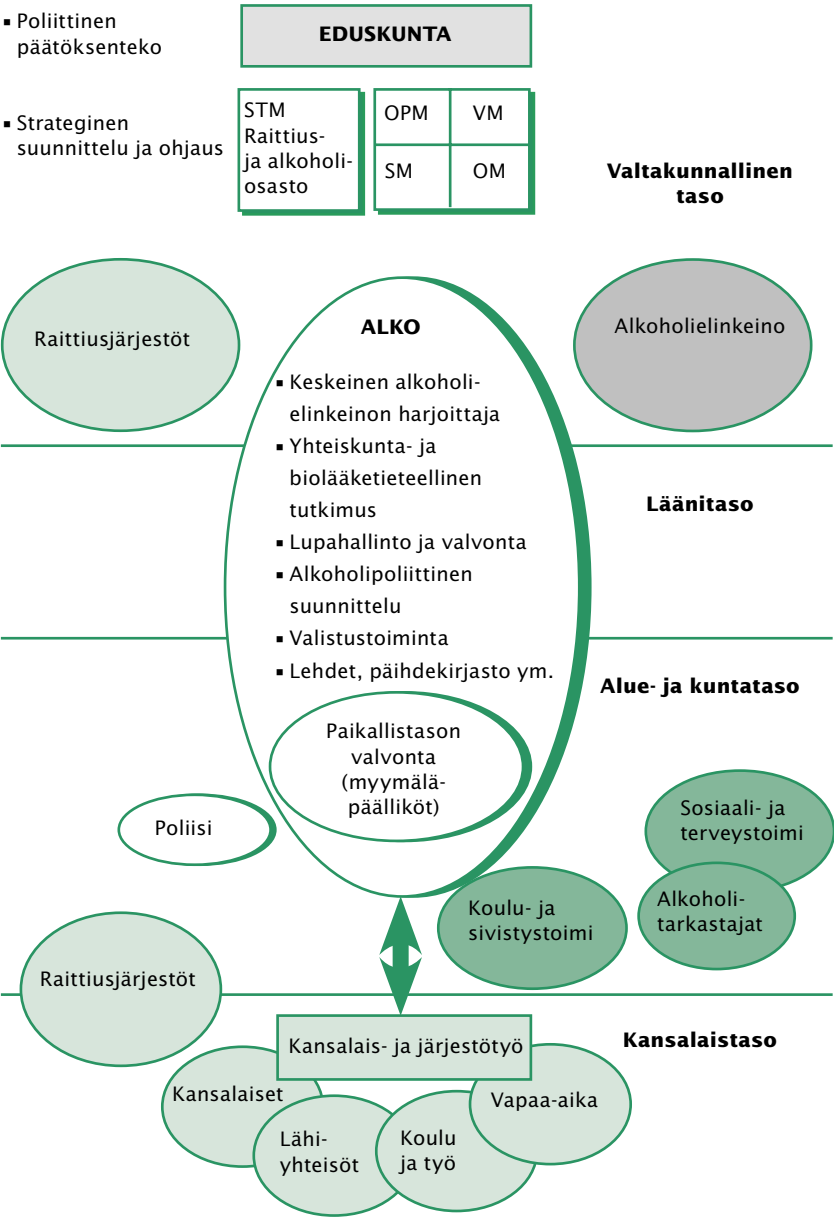 ▪ Poliittinen
päätöksenteko
EDUSKUNTA
▪ Strateginen
suunnittelu ja ohjaus
STM
Raittius-
ja alkoholi-
osasto
OPM
VM
SM
OM
Valtakunnallinen
taso
Raittiusjärjestöt
ALKO
Alkoholielinkeino
▪ Keskeinen alkoholi-
elinkeinon harjoittaja
▪ Yhteiskunta- ja
biolääketieteellinen
tutkimus
▪ Lupahallinto ja valvonta
▪ Alkoholipoliittinen
suunnittelu
▪ Valistustoiminta
▪ Lehdet, päihdekirjasto ym.
Läänitaso
Alue- ja kuntataso
Paikallistason
valvonta
(myymälä-
päälliköt)
Poliisi
Sosiaali- ja
terveystoimi
Koulu- ja
sivistystoimi
Alkoholi-
tarkastajat
Raittiusjärjestöt
Kansalais- ja järjestötyö
Kansalaistaso
Kansalaiset
Lähi-
yhteisöt
Koulu
ja työ
Vapaa-aika